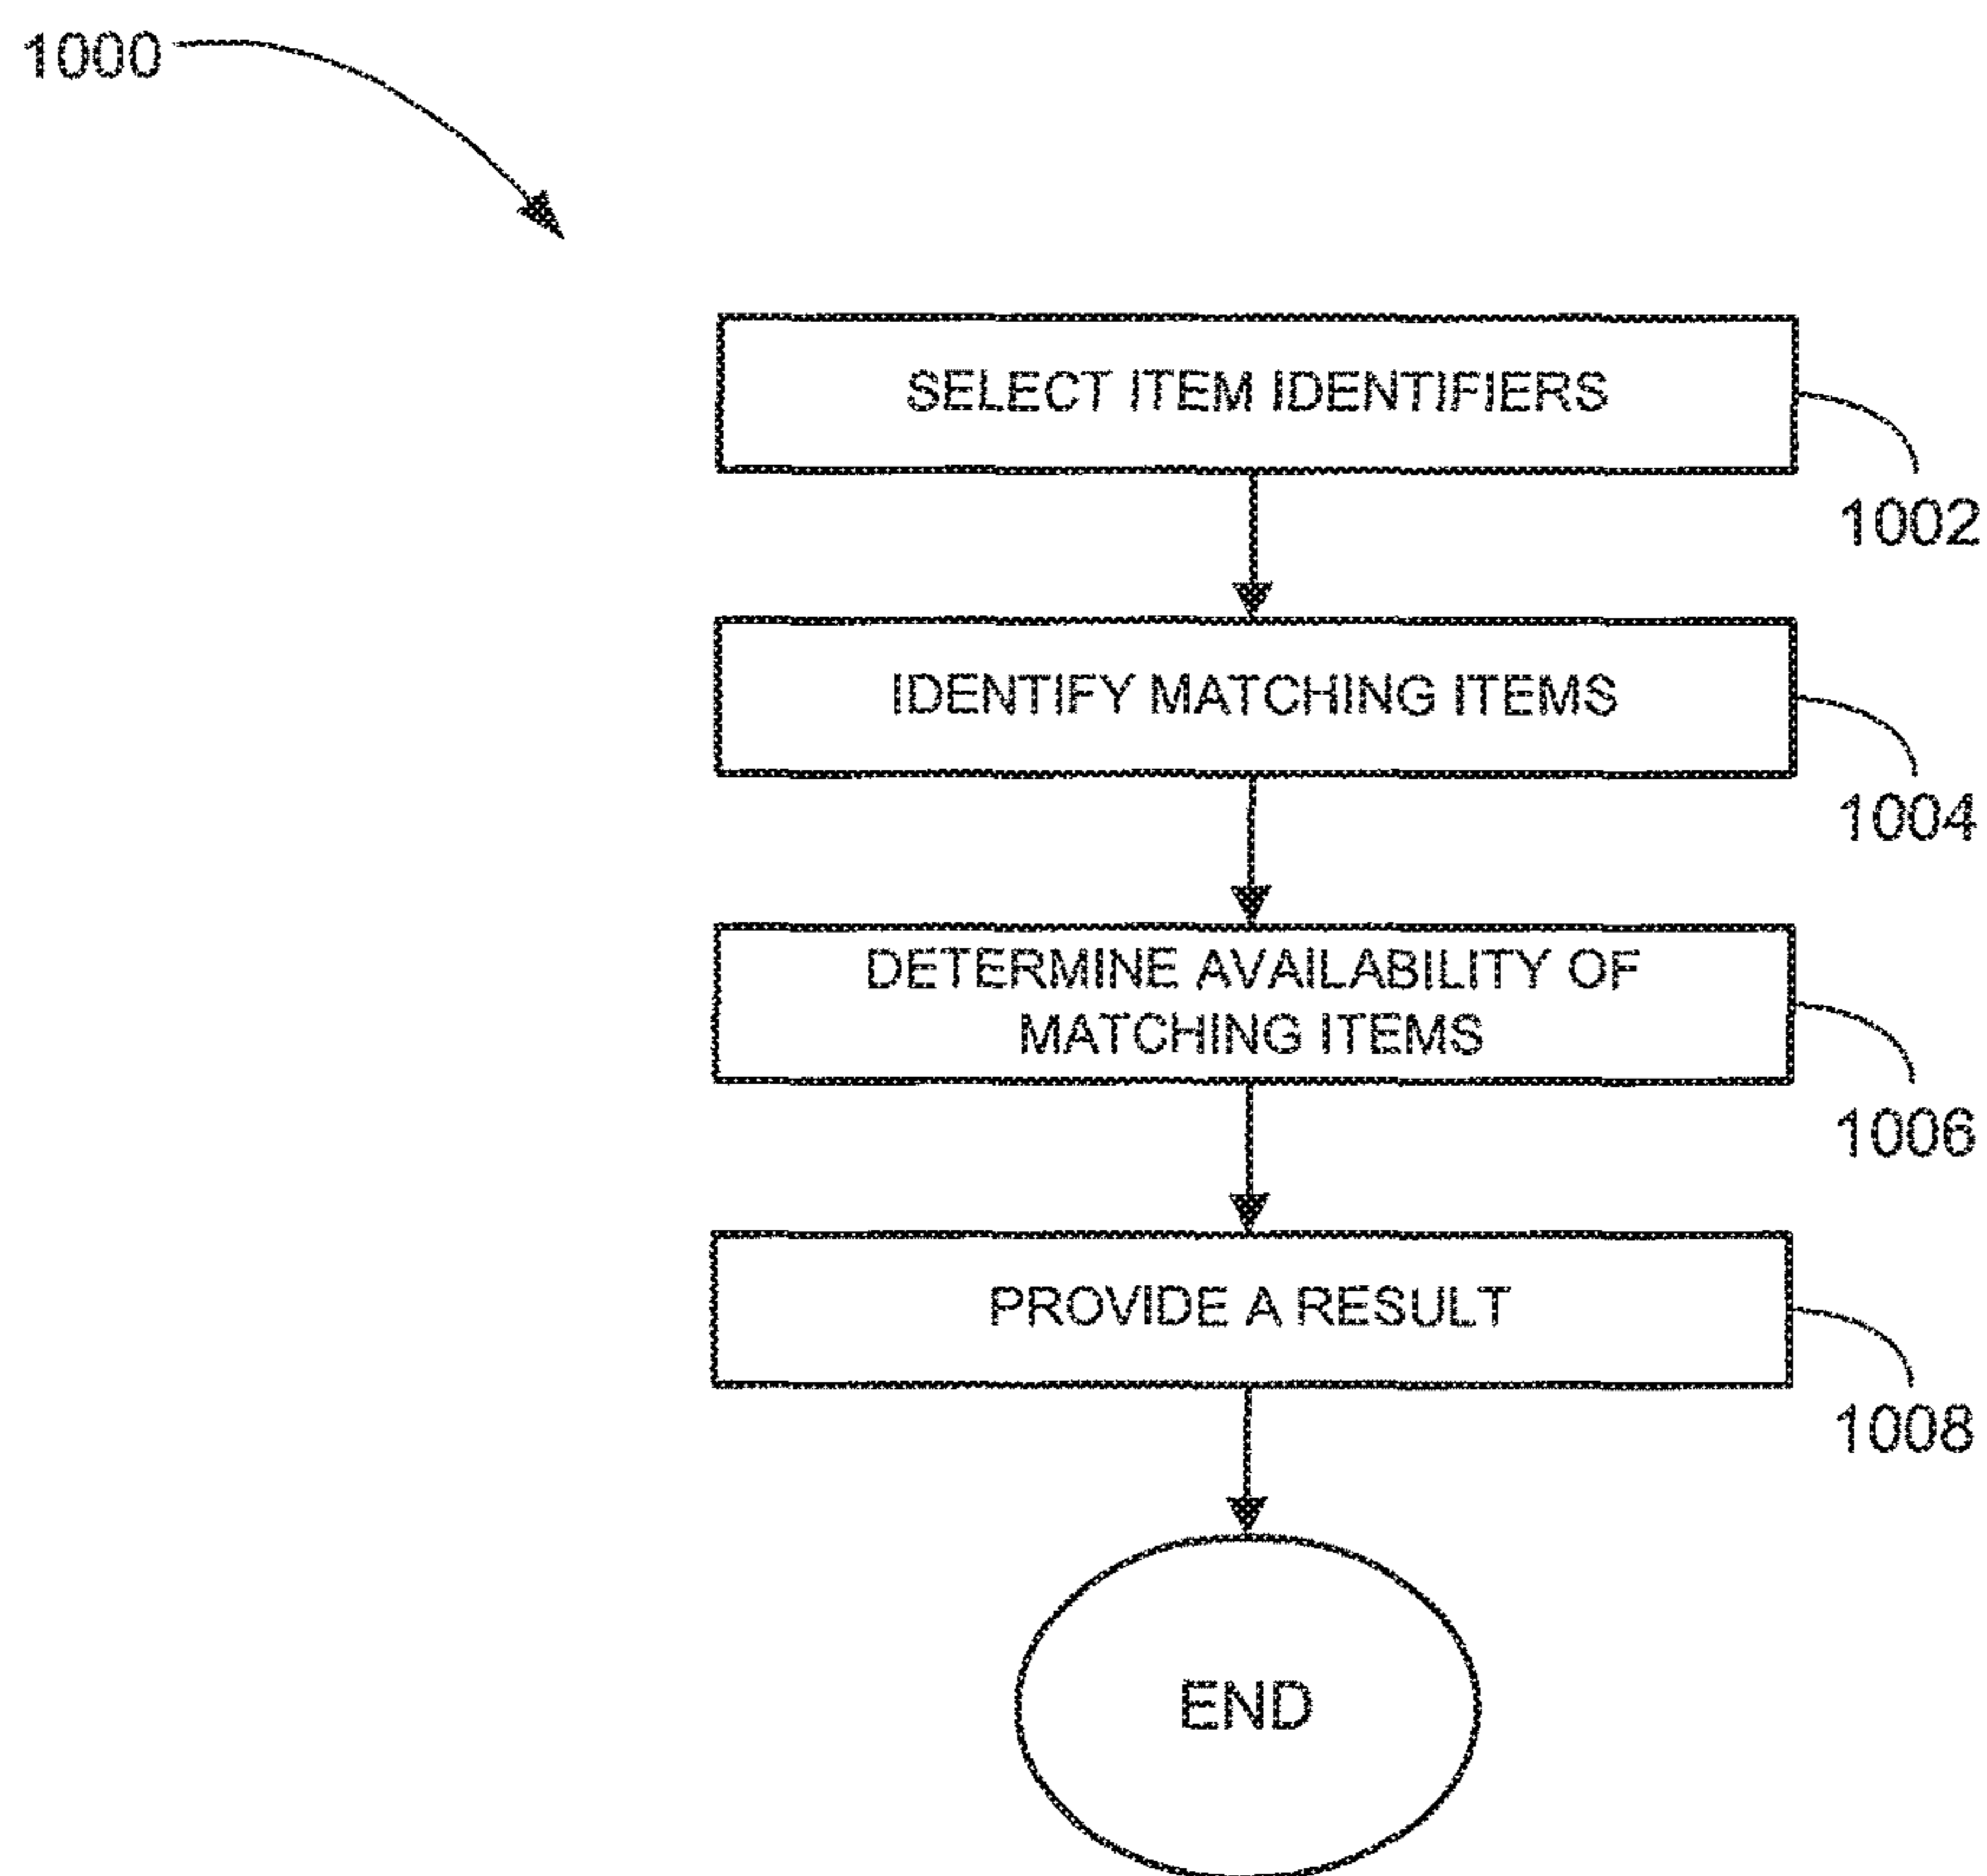 1000
SELECT ITEM IDENTIFIERS
1002
IDENTIFY MATCHING ITEMS
1004
DETERMINE AVAILABILITY OF
MATCHING ITEMS
1006
PROVIDE A RESULT
1008
END